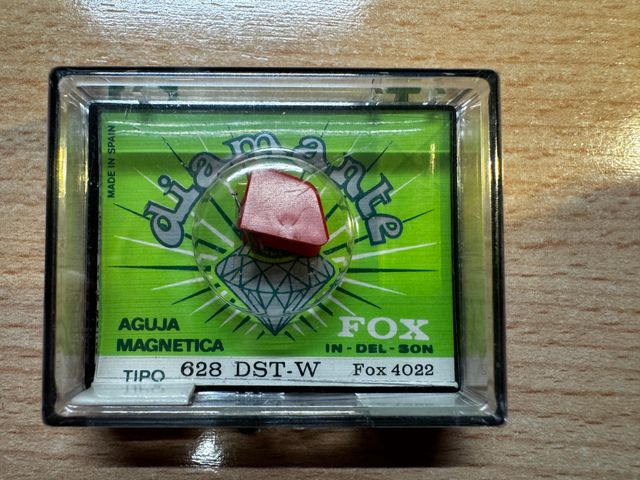 MADE IN SPAIN
diamante
AGUJA
MAGNETICA
FOX
IN-DEL-SON
TIPO 628 DST-W Fox 4022